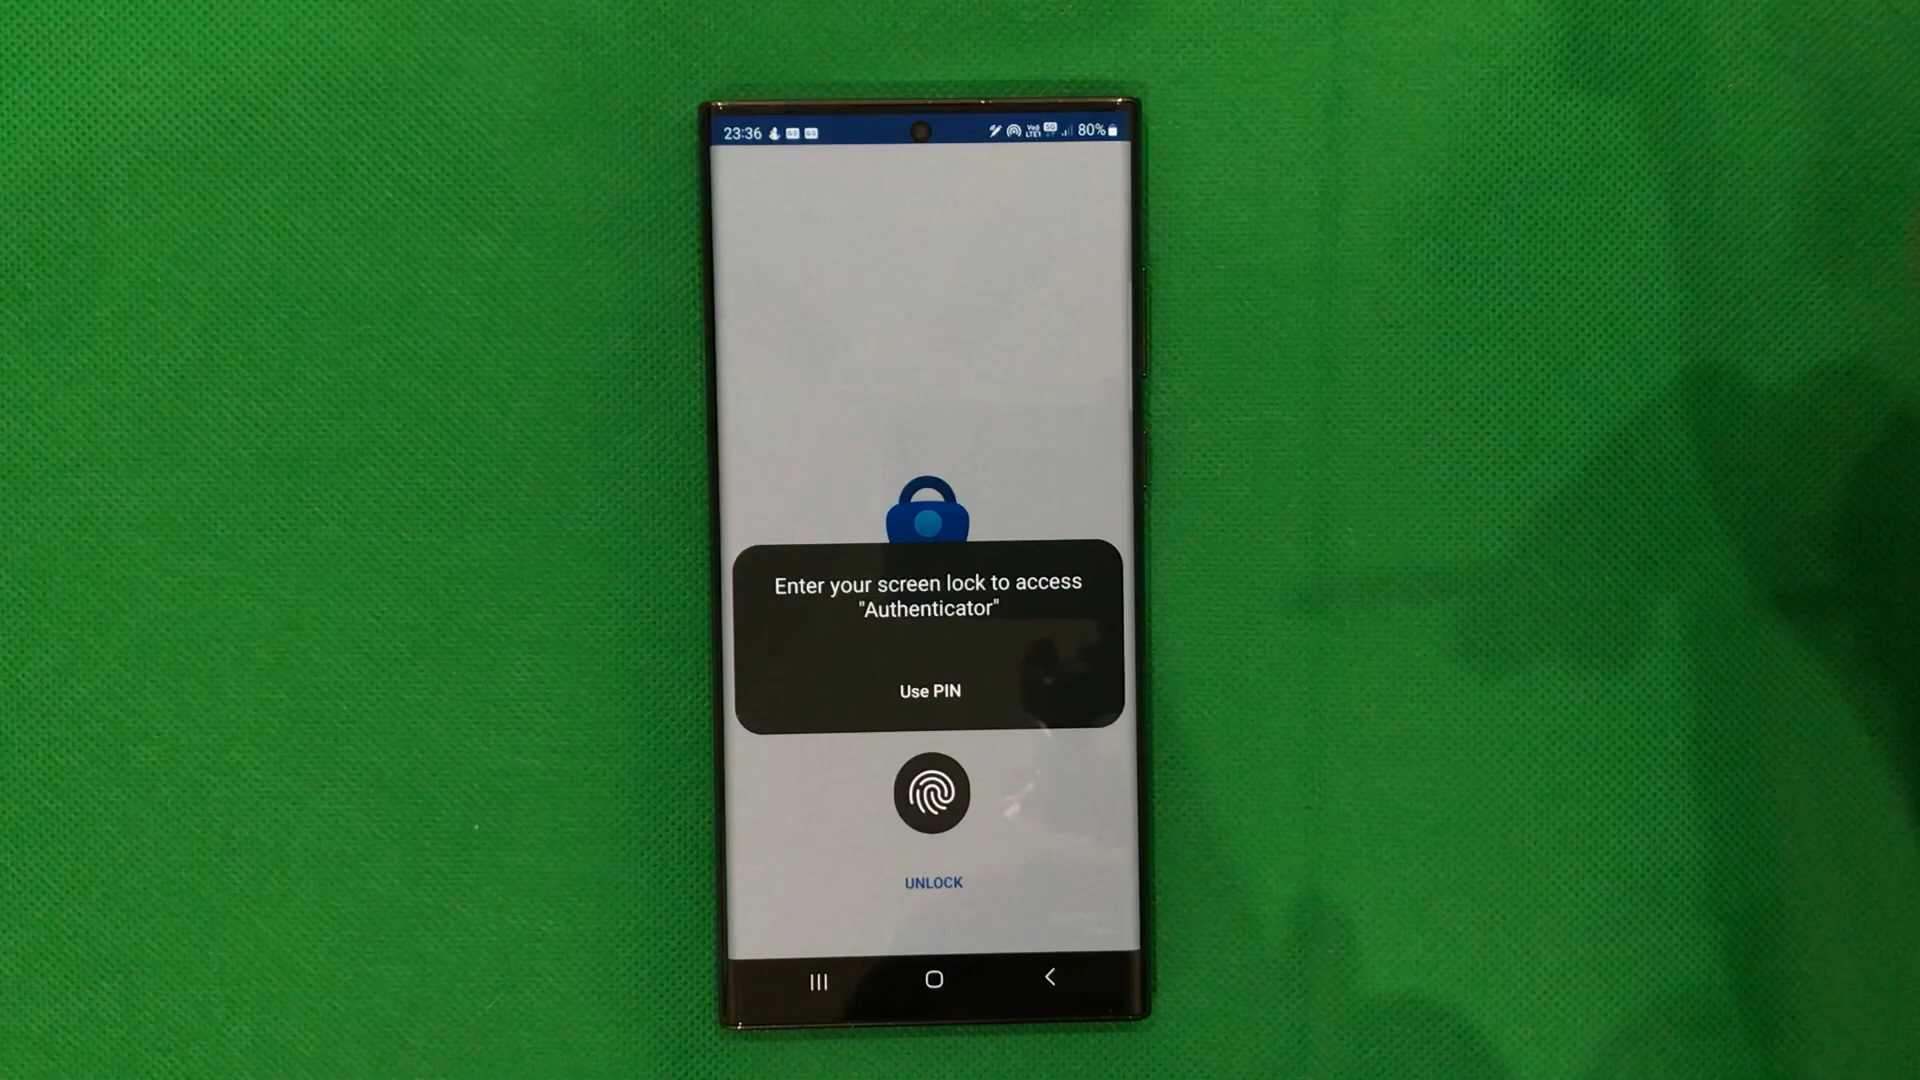 23:36 80%
Enter your screen lock to access
"Authenticator"
Use PIN
UNLOCK